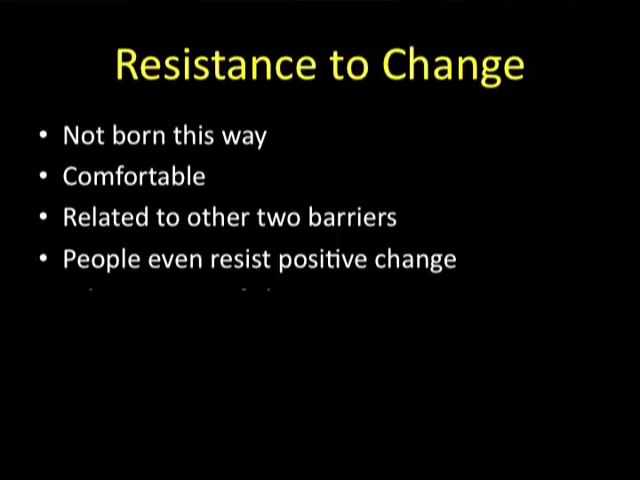 Resistance to Change
• Not born this way
• Comfortable
• Related to other two barriers
• People even resist positive change